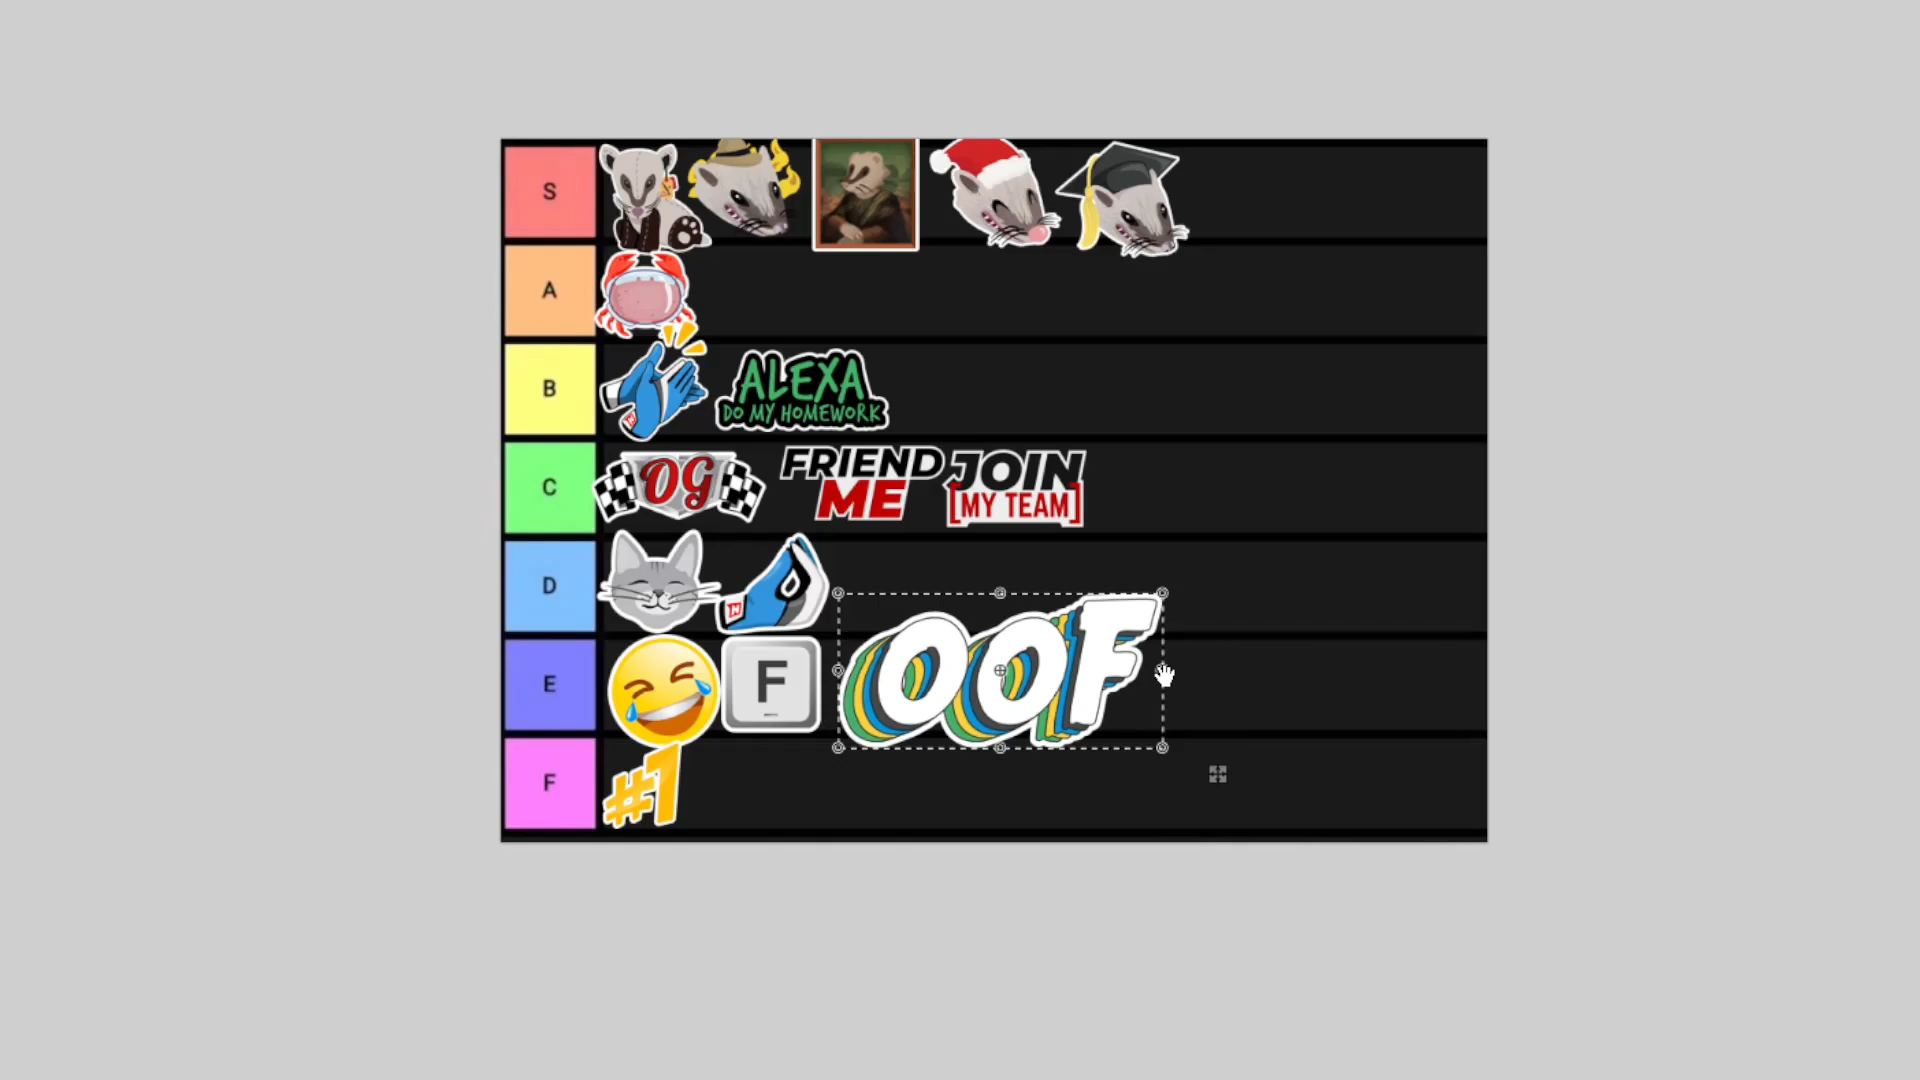 S
A
B
ALEXA
DO MY HOMEWORK
C
OG
FRIEND
ME
JOIN
[MY TEAM]
D
E
F
OOF
F
#1